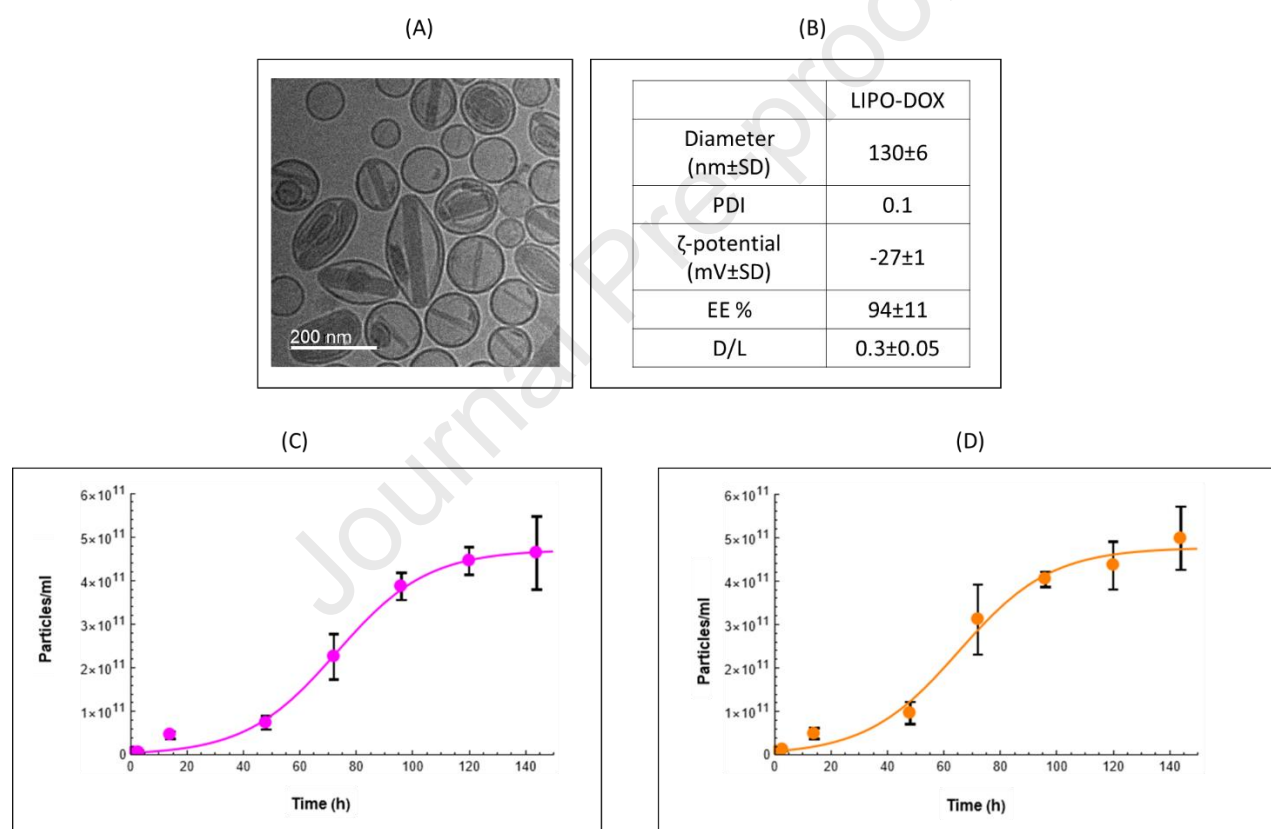 (A)
(B)
200 nm
LIPO-DOX
Diameter
(nm±SD)
130±6
PDI
0.1
ζ-potential
(mV±SD)
-27±1
EE %
94±11
D/L
0.3±0.05
Journal Pre-proo
(C)
(D)
6×10¹¹
5×10¹¹
4×10¹¹
3×10¹¹
2×10¹¹
1×10¹¹
0
Particles/ml
0 20 40 60 80 100 120 140
Time (h)
6×10¹¹
5×10¹¹
4×10¹¹
3×10¹¹
2×10¹¹
1×10¹¹
0
Particles/ml
0 20 40 60 80 100 120 140
Time (h)